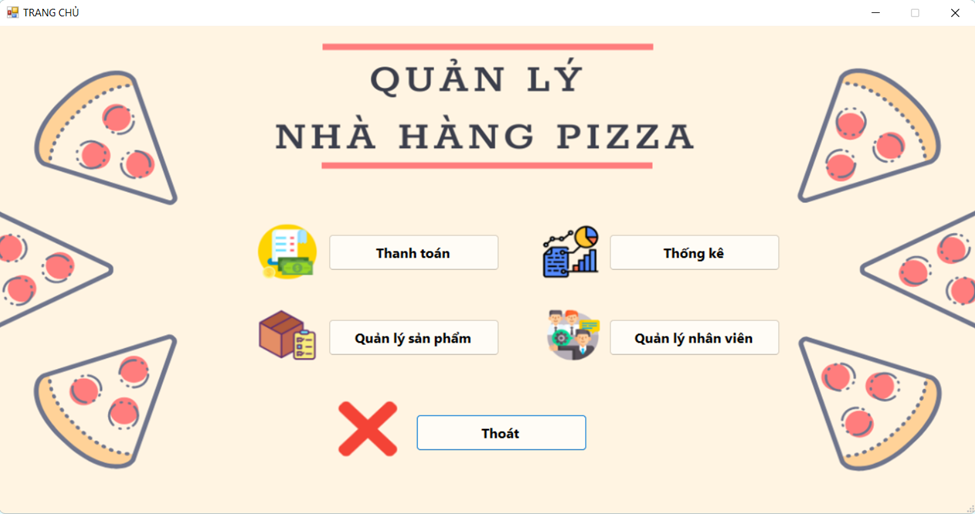 TRANG CHỦ
QUẢN LÝ
NHÀ HÀNG PIZZA
Thanh toán
Thống kê
Quản lý sản phẩm
Quản lý nhân viên
Thoát